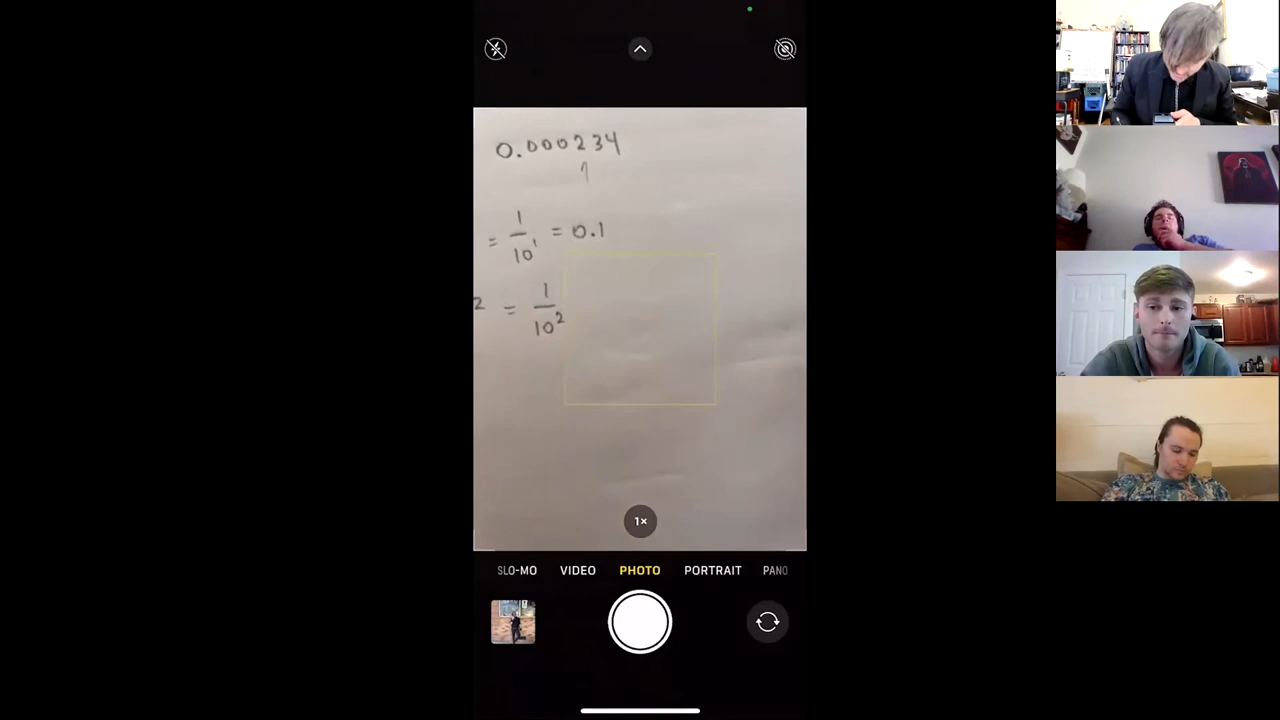 0.000234
= 1/10¹ = 0.1
² = 1/10²
1×
SLO-MO VIDEO PHOTO PORTRAIT PANO